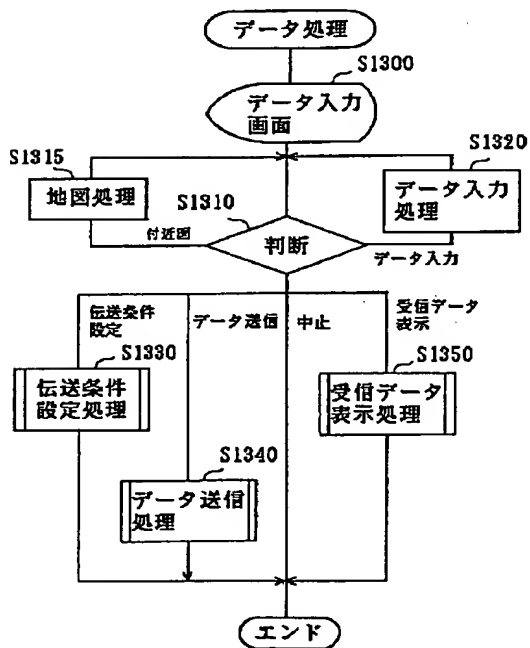 データ処理
S1300
データ入力
画面
S1315
S1320
地図処理
S1310
データ入力
処理
付近図
判断
データ入力
伝送条件
設定
データ送信
中止
受信データ
表示
S1330
S1350
伝送条件
設定処理
受信データ
表示処理
S1340
データ送信
処理
エンド